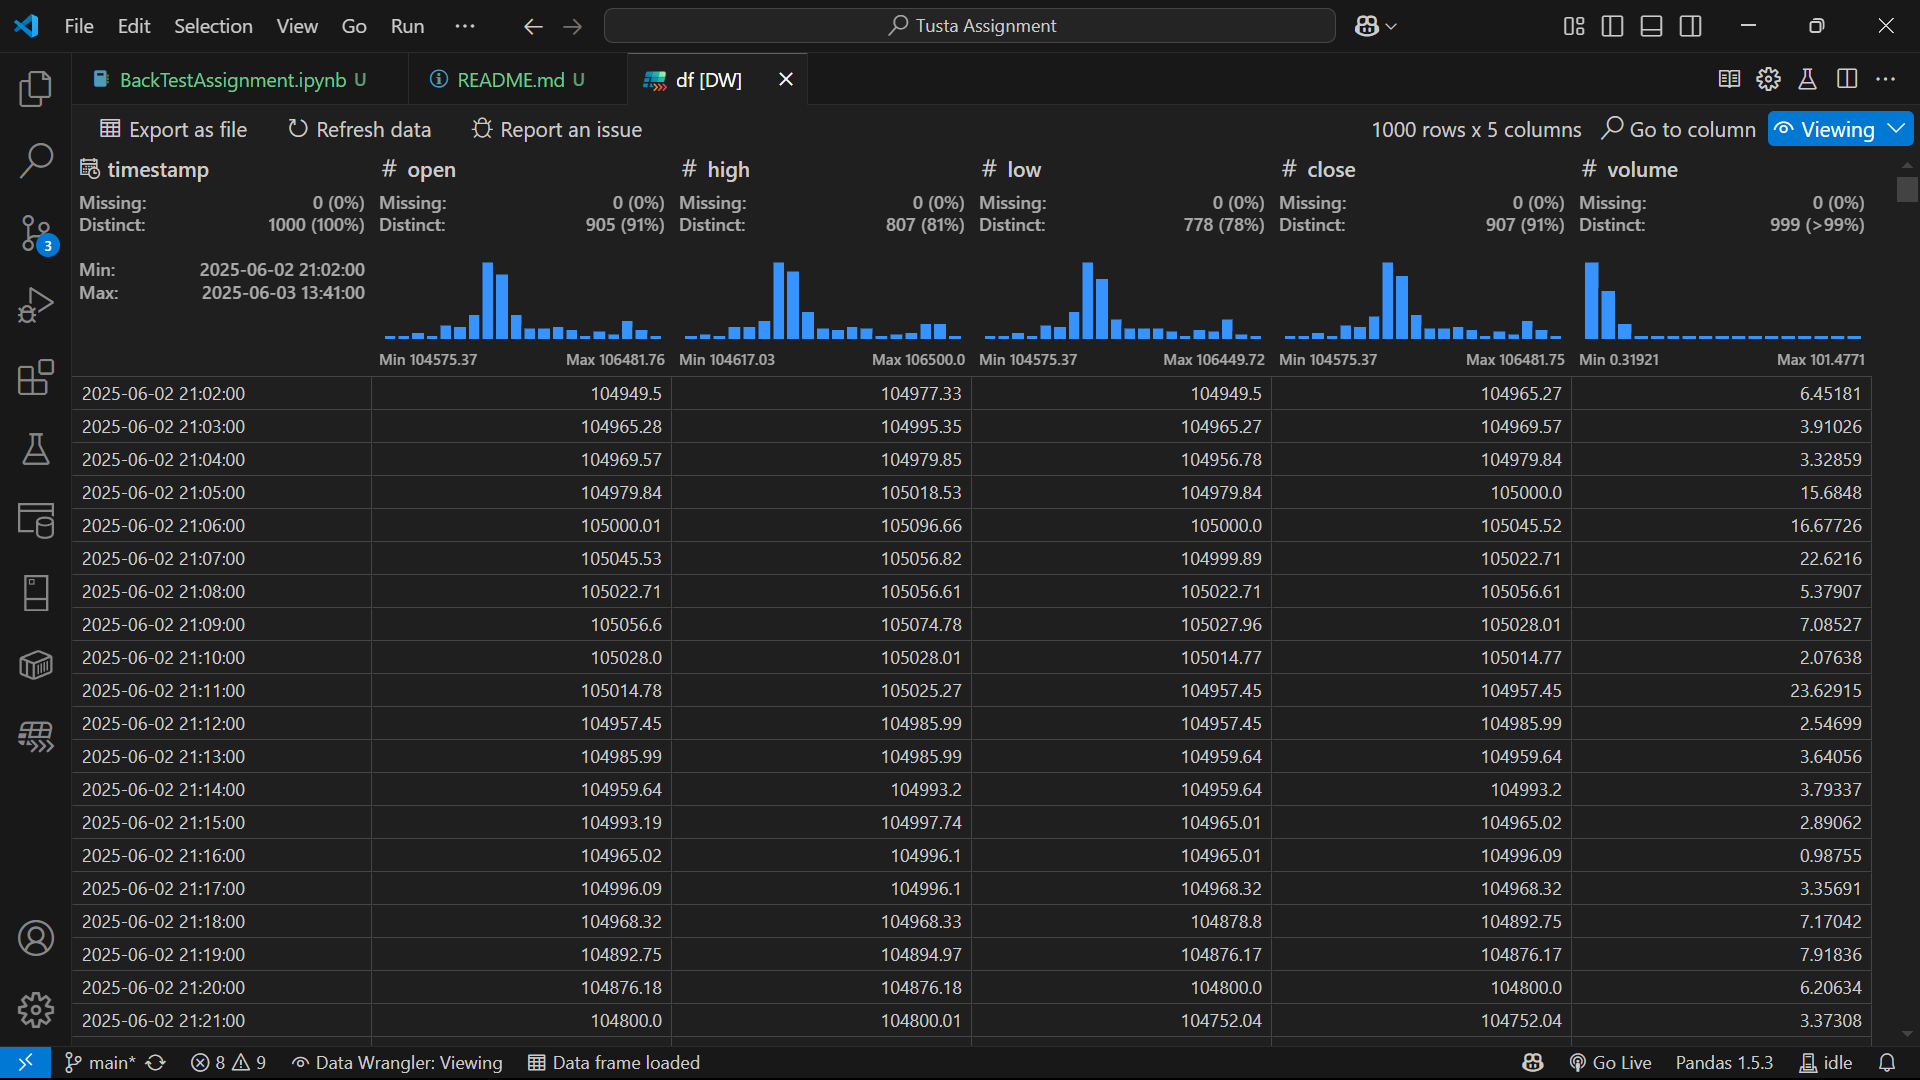 File Edit Selection View Go Run ··· Tusta Assignment
BackTestAssignment.ipynb U README.md U df [DW]
Export as file Refresh data Report an issue 1000 rows x 5 columns Go to column Viewing
timestamp # open # high # low # close # volume
Missing: 0 (0%) Missing: 0 (0%) Missing: 0 (0%) Missing: 0 (0%) Missing: 0 (0%)
Distinct: 1000 (100%) Distinct: 905 (91%) Distinct: 807 (81%) Distinct: 778 (78%) Distinct: 907 (91%) Distinct: 999 (>99%)
3
Min: 2025-06-02 21:02:00
Max: 2025-06-03 13:41:00
Min 104575.37 Max 106481.76 Min 104617.03 Max 106500.0 Min 104575.37 Max 106449.72 Min 104575.37 Max 106481.75 Min 0.31921 Max 101.4771
2025-06-02 21:02:00 104949.5 104977.33 104949.5 104965.27 6.45181
2025-06-02 21:03:00 104965.28 104995.35 104965.27 104969.57 3.91026
2025-06-02 21:04:00 104969.57 104979.85 104956.78 104979.84 3.32859
2025-06-02 21:05:00 104979.84 105018.53 104979.84 105000.0 15.6848
2025-06-02 21:06:00 105000.01 105096.66 105000.0 105045.52 16.67726
2025-06-02 21:07:00 105045.53 105056.82 104999.89 105022.71 22.6216
2025-06-02 21:08:00 105022.71 105056.61 105022.71 105056.61 5.37907
2025-06-02 21:09:00 105056.6 105074.78 105027.96 105028.01 7.08527
2025-06-02 21:10:00 105028.0 105028.01 105014.77 105014.77 2.07638
2025-06-02 21:11:00 105014.78 105025.27 104957.45 104957.45 23.62915
2025-06-02 21:12:00 104957.45 104985.99 104957.45 104985.99 2.54699
2025-06-02 21:13:00 104985.99 104985.99 104959.64 104959.64 3.64056
2025-06-02 21:14:00 104959.64 104993.2 104959.64 104993.2 3.79337
2025-06-02 21:15:00 104993.19 104997.74 104965.01 104965.02 2.89062
2025-06-02 21:16:00 104965.02 104996.1 104965.01 104996.09 0.98755
2025-06-02 21:17:00 104996.09 104996.1 104968.32 104968.32 3.35691
2025-06-02 21:18:00 104968.32 104968.33 104878.8 104892.75 7.17042
2025-06-02 21:19:00 104892.75 104894.97 104876.17 104876.17 7.91836
2025-06-02 21:20:00 104876.18 104876.18 104800.0 104800.0 6.20634
2025-06-02 21:21:00 104800.0 104800.01 104752.04 104752.04 3.37308
main* 8 9 Data Wrangler: Viewing Data frame loaded Go Live Pandas 1.5.3 idle